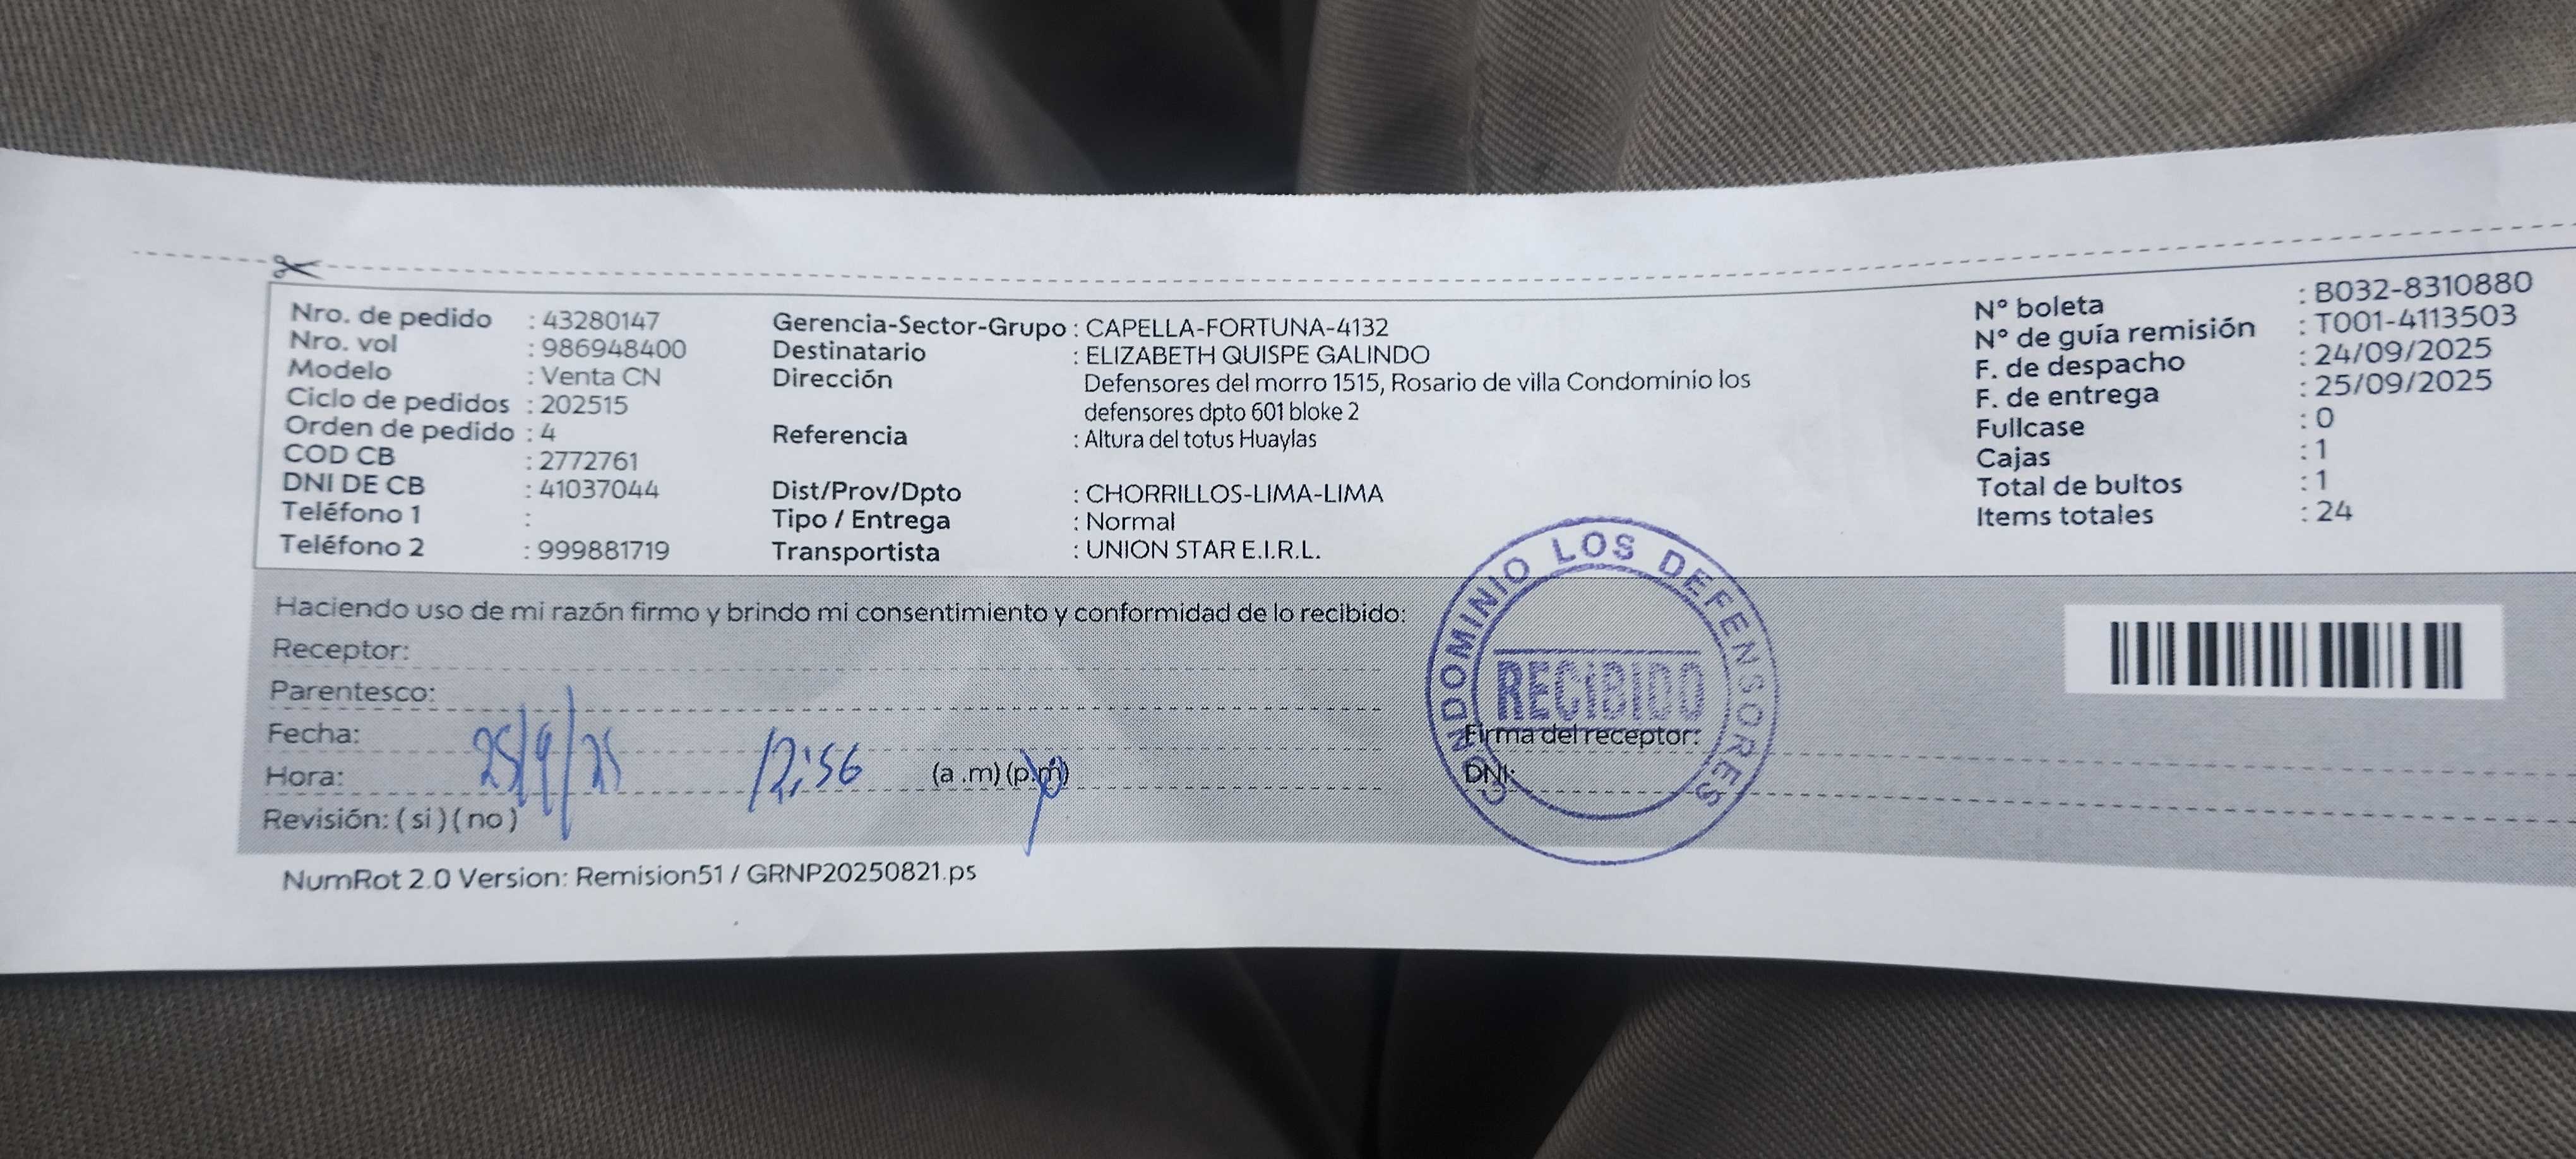 Nro. de pedido : 43280147
Nro. vol : 986948400
Modelo : Venta CN
Ciclo de pedidos : 202515
Orden de pedido : 4
COD CB : 2772761
DNI DE CB : 41037044
Teléfono 1 :
Teléfono 2 : 999881719
Gerencia-Sector-Grupo : CAPELLA-FORTUNA-4132
Destinatario : ELIZABETH QUISPE GALINDO
Dirección Defensores del morro 1515, Rosario de villa Condominio los
defensores dpto 601 bloke 2
Referencia : Altura del totus Huaylas
Dist/Prov/Dpto : CHORRILLOS-LIMA-LIMA
Tipo / Entrega : Normal
Transportista : UNION STAR E.I.R.L.
N° boleta : B032-8310880
N° de guía remisión : T001-4113503
F. de despacho : 24/09/2025
F. de entrega : 25/09/2025
Fullcase : 0
Cajas : 1
Total de bultos : 1
Items totales : 24
Haciendo uso de mi razón firmo y brindo mi consentimiento y conformidad de lo recibido:
Receptor:
Parentesco:
Fecha: 25/9/25
Hora: 12:56 (a .m) (p.m)
Revisión: ( si ) ( no )
CONDOMINIO LOS DEFENSORES
RECIBIDO
Firma del receptor:
DNI:
NumRot 2.0 Version: Remision51 / GRNP20250821.ps